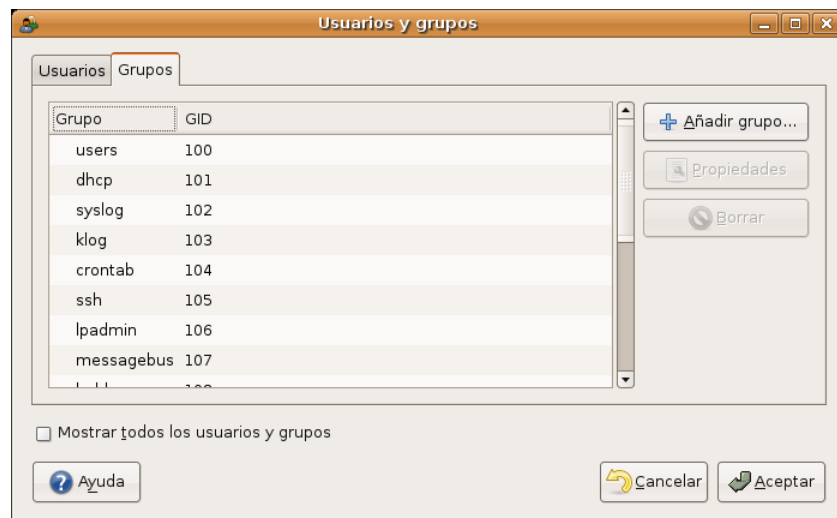 Usuarios y grupos
Usuarios Grupos
Grupo GID
users 100
dhcp 101
syslog 102
klog 103
crontab 104
ssh 105
lpadmin 106
messagebus 107
Añadir grupo...
Propiedades
Borrar
Mostrar todos los usuarios y grupos
Ayuda Cancelar Aceptar